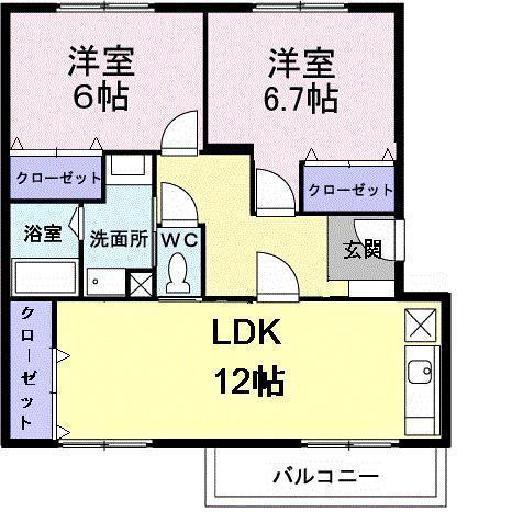 洋室
6帖
洋室
6.7帖
クローゼット
クローゼット
浴室
洗面所
WC
玄関
クローゼット
LDK
12帖
バルコニー